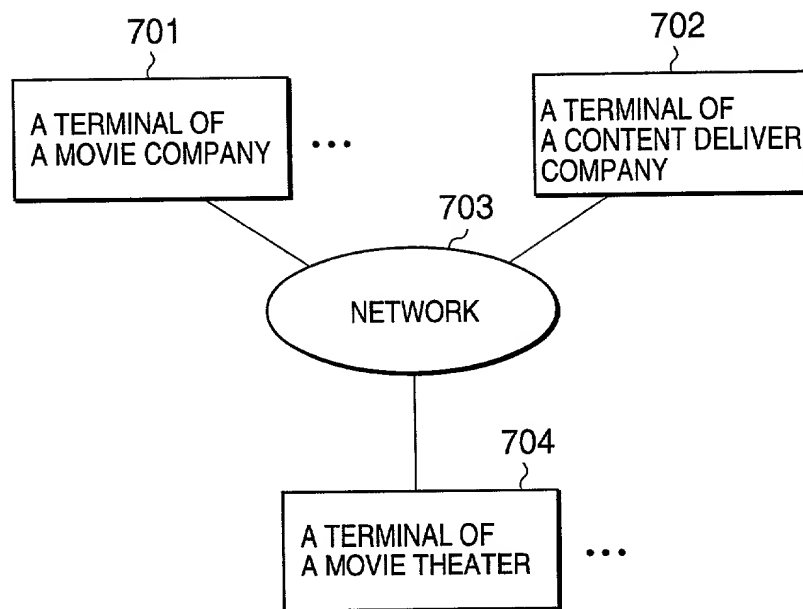 701
A TERMINAL OF
A MOVIE COMPANY
...
702
A TERMINAL OF
A CONTENT DELIVER
COMPANY
703
NETWORK
704
A TERMINAL OF
A MOVIE THEATER
...